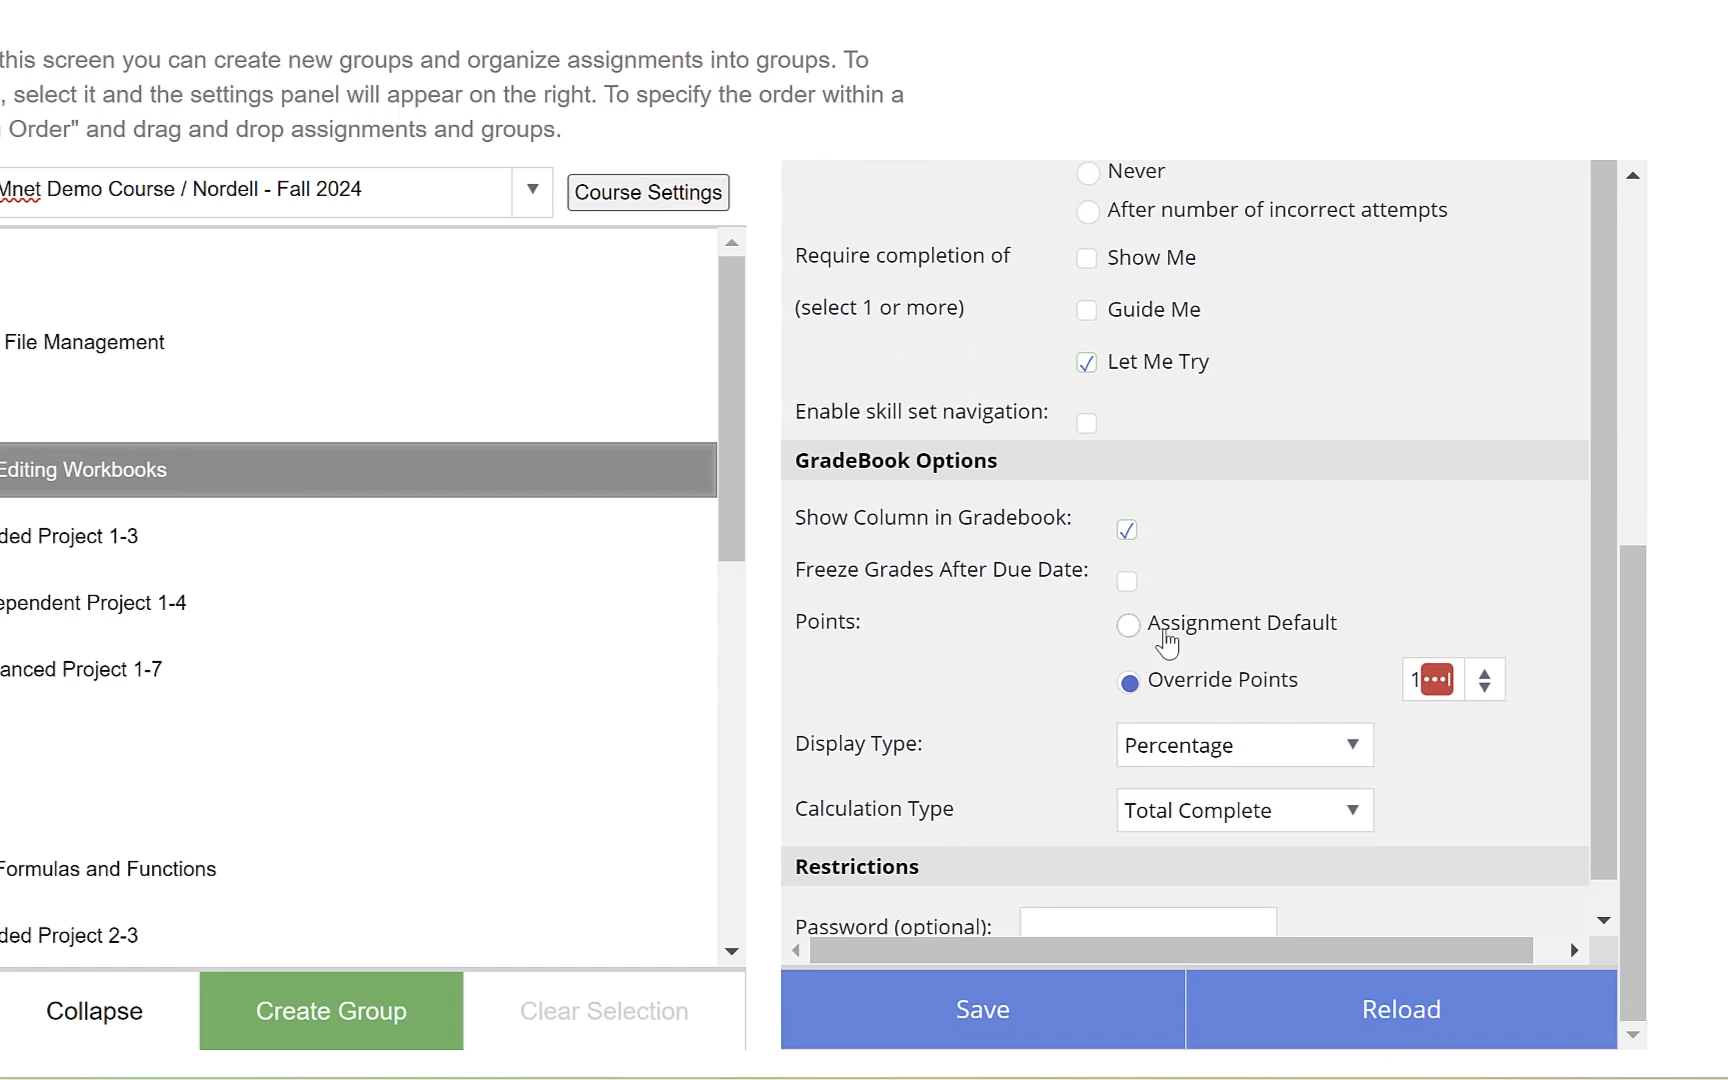 this screen you can create new groups and organize assignments into groups. To
, select it and the settings panel will appear on the right. To specify the order within a
Order" and drag and drop assignments and groups.
Mnet Demo Course / Nordell - Fall 2024
Course Settings
File Management
Editing Workbooks
ded Project 1-3
ependent Project 1-4
anced Project 1-7
Formulas and Functions
ded Project 2-3
Collapse
Create Group
Clear Selection
Never
After number of incorrect attempts
Require completion of
(select 1 or more)
Show Me
Guide Me
Let Me Try
Enable skill set navigation:
GradeBook Options
Show Column in Gradebook:
Freeze Grades After Due Date:
Points:
Assignment Default
Override Points
1
Display Type:
Percentage
Calculation Type
Total Complete
Restrictions
Password (optional):
Save
Reload